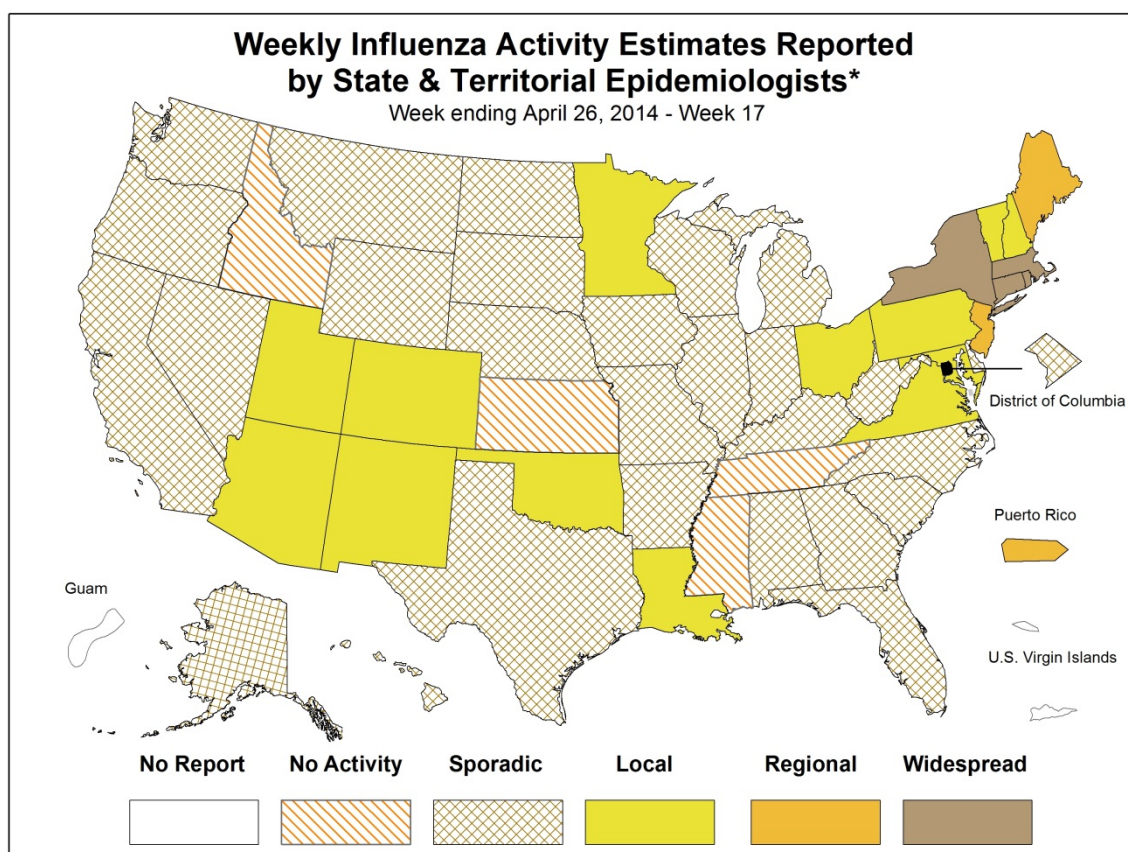 Weekly Influenza Activity Estimates Reported
by State & Territorial Epidemiologists*
Week ending April 26, 2014 - Week 17
District of Columbia
Puerto Rico
Guam
U.S. Virgin Islands
No Report No Activity Sporadic Local Regional Widespread